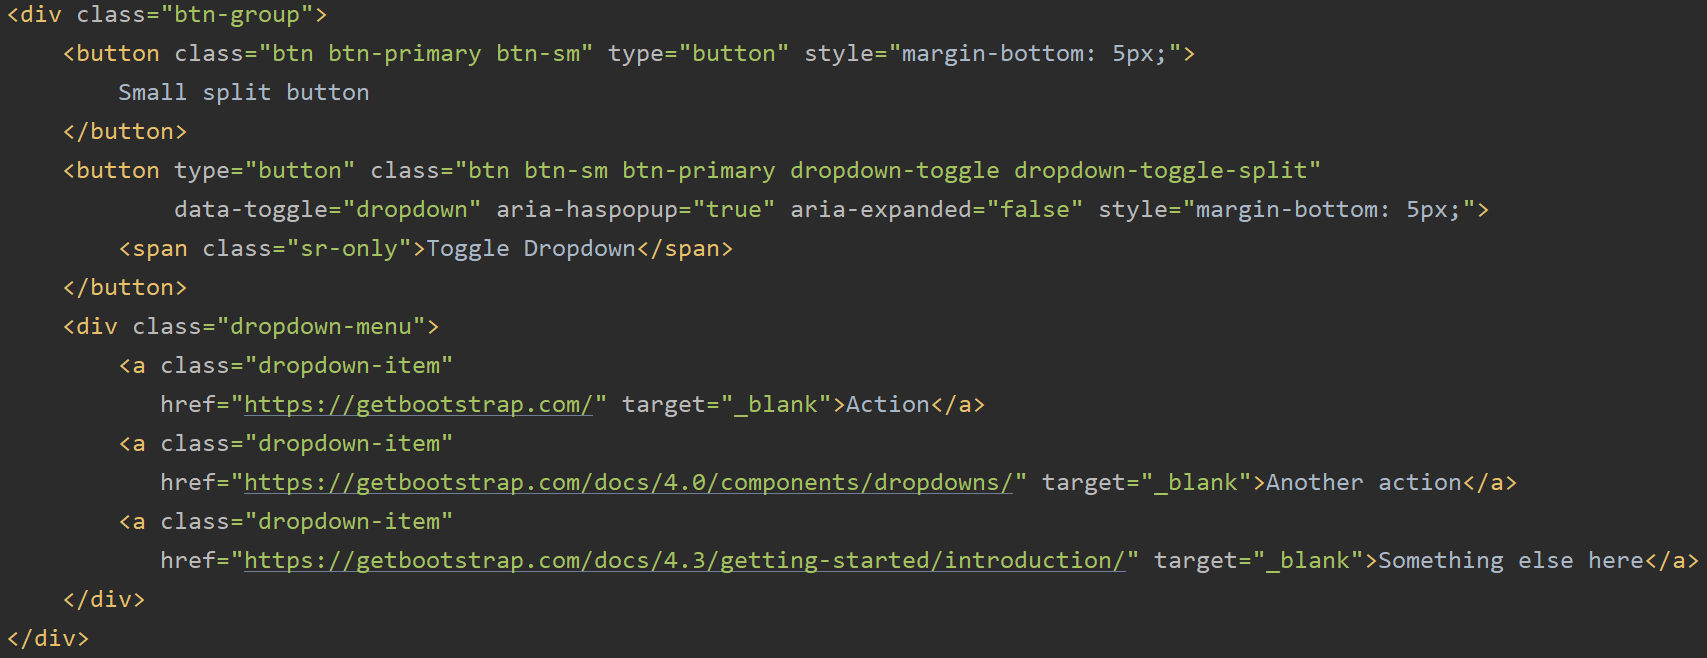 <div class="btn-group">
    <button class="btn btn-primary btn-sm" type="button" style="margin-bottom: 5px;">
        Small split button
    </button>
    <button type="button" class="btn btn-sm btn-primary dropdown-toggle dropdown-toggle-split"
            data-toggle="dropdown" aria-haspopup="true" aria-expanded="false" style="margin-bottom: 5px;">
        <span class="sr-only">Toggle Dropdown</span>
    </button>
    <div class="dropdown-menu">
        <a class="dropdown-item"
           href="https://getbootstrap.com/" target="_blank">Action</a>
        <a class="dropdown-item"
           href="https://getbootstrap.com/docs/4.0/components/dropdowns/" target="_blank">Another action</a>
        <a class="dropdown-item"
           href="https://getbootstrap.com/docs/4.3/getting-started/introduction/" target="_blank">Something else here</a>
    </div>
</div>